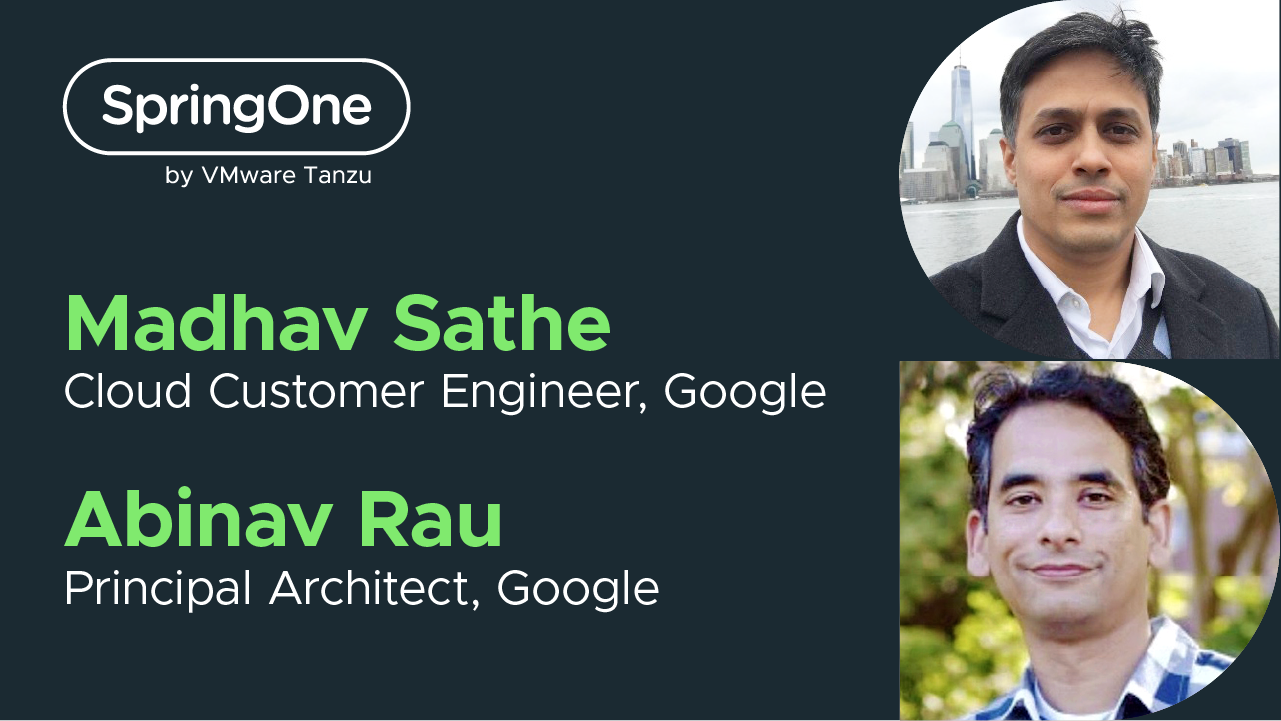 SpringOne
by VMware Tanzu
Madhav Sathe
Cloud Customer Engineer, Google
Abinav Rau
Principal Architect, Google